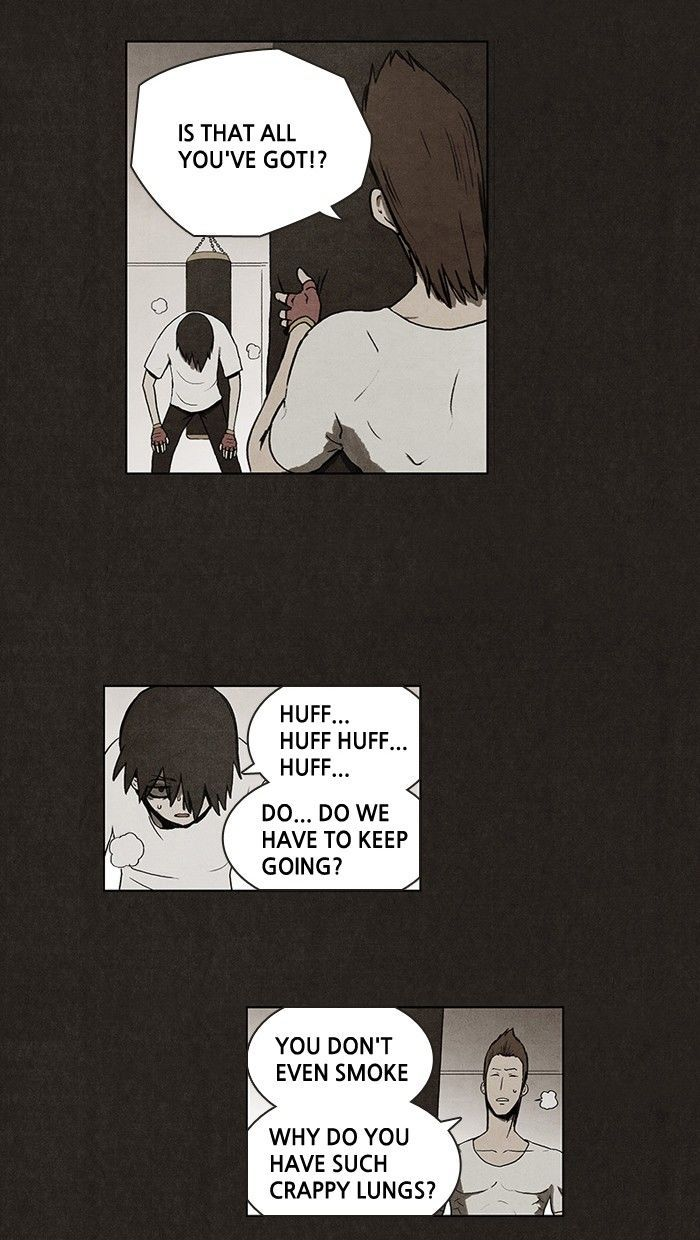 IS THAT ALL
YOU'VE GOT!?
HUFF...
HUFF HUFF...
HUFF...
DO... DO WE
HAVE TO KEEP
GOING?
YOU DON'T
EVEN SMOKE
WHY DO YOU
HAVE SUCH
CRAPPY LUNGS?